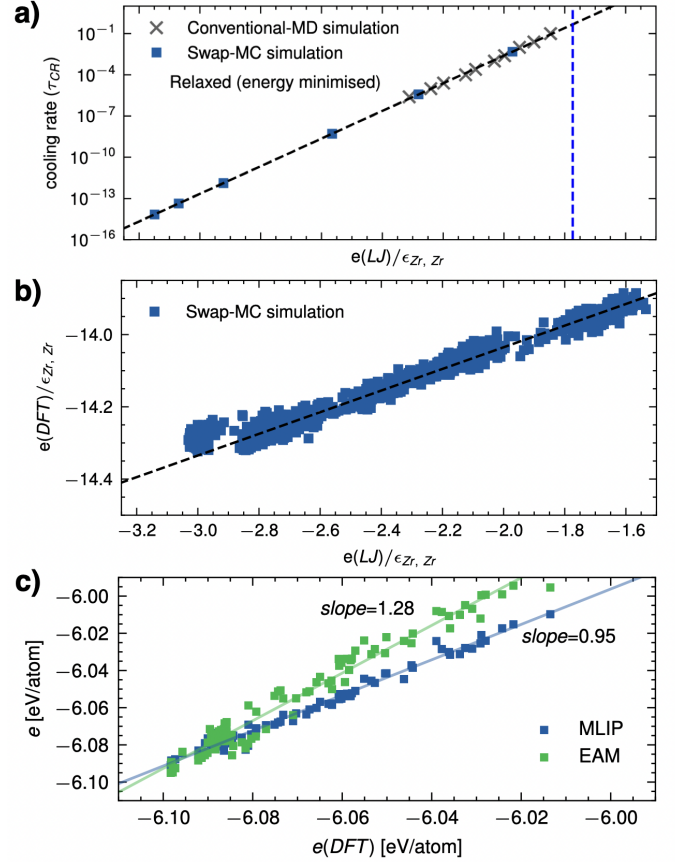 a)
Conventional-MD simulation
Swap-MC simulation
Relaxed (energy minimised)
cooling rate (τ_CR)
10⁻¹
10⁻⁴
10⁻⁷
10⁻¹⁰
10⁻¹³
10⁻¹⁶
e(LJ)/ϵ_Zr, Zr
b)
Swap-MC simulation
e(DFT)/ϵ_Zr, Zr
−14.0
−14.2
−14.4
−3.2 −3.0 −2.8 −2.6 −2.4 −2.2 −2.0 −1.8 −1.6
e(LJ)/ϵ_Zr, Zr
c)
slope=1.28
slope=0.95
MLIP
EAM
e [eV/atom]
−6.00
−6.02
−6.04
−6.06
−6.08
−6.10
−6.10 −6.08 −6.06 −6.04 −6.02 −6.00
e(DFT) [eV/atom]